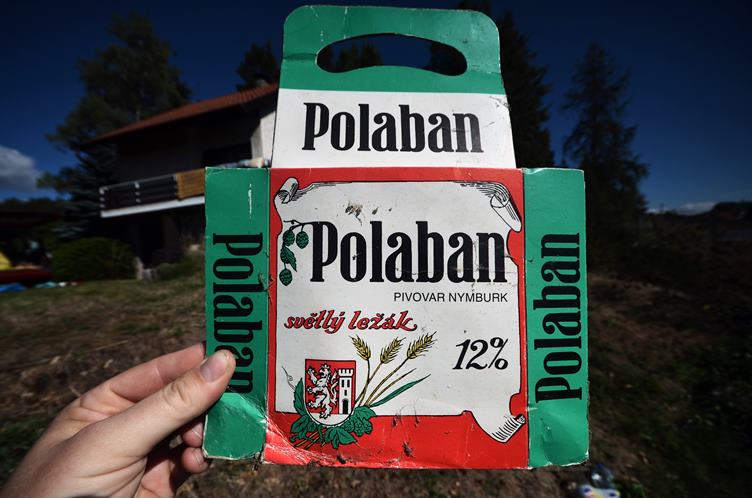 Polaban
Polaban
PIVOVAR NYMBURK
světlý ležák
12%
Polaban
Polaban